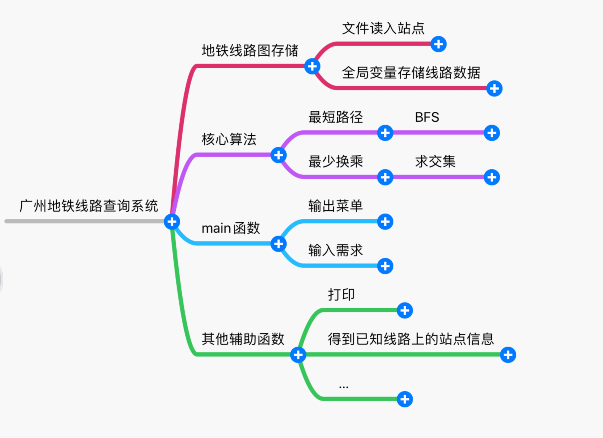 文件读入站点
地铁线路图存储
全局变量存储线路数据
最短路径
BFS
核心算法
最少换乘
求交集
广州地铁线路查询系统
输出菜单
main函数
输入需求
打印
其他辅助函数
得到已知线路上的站点信息
...